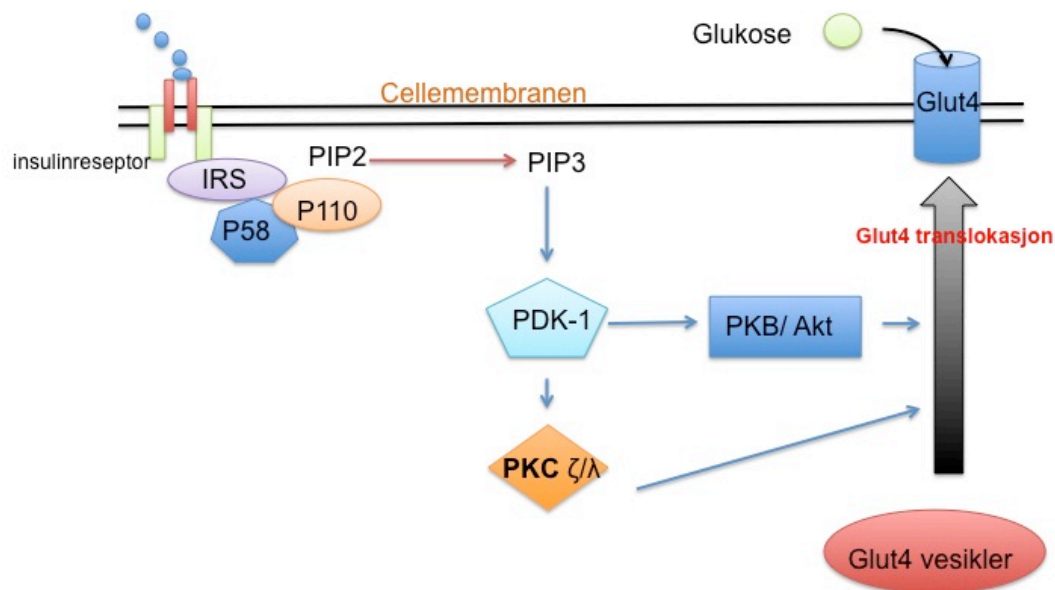 Glukose
Cellemembranen
Glut4
insulinreseptor
IRS
PIP2
PIP3
P110
P58
Glut4 translokasjon
PDK-1
PKB/ Akt
PKC ζ/λ
Glut4 vesikler